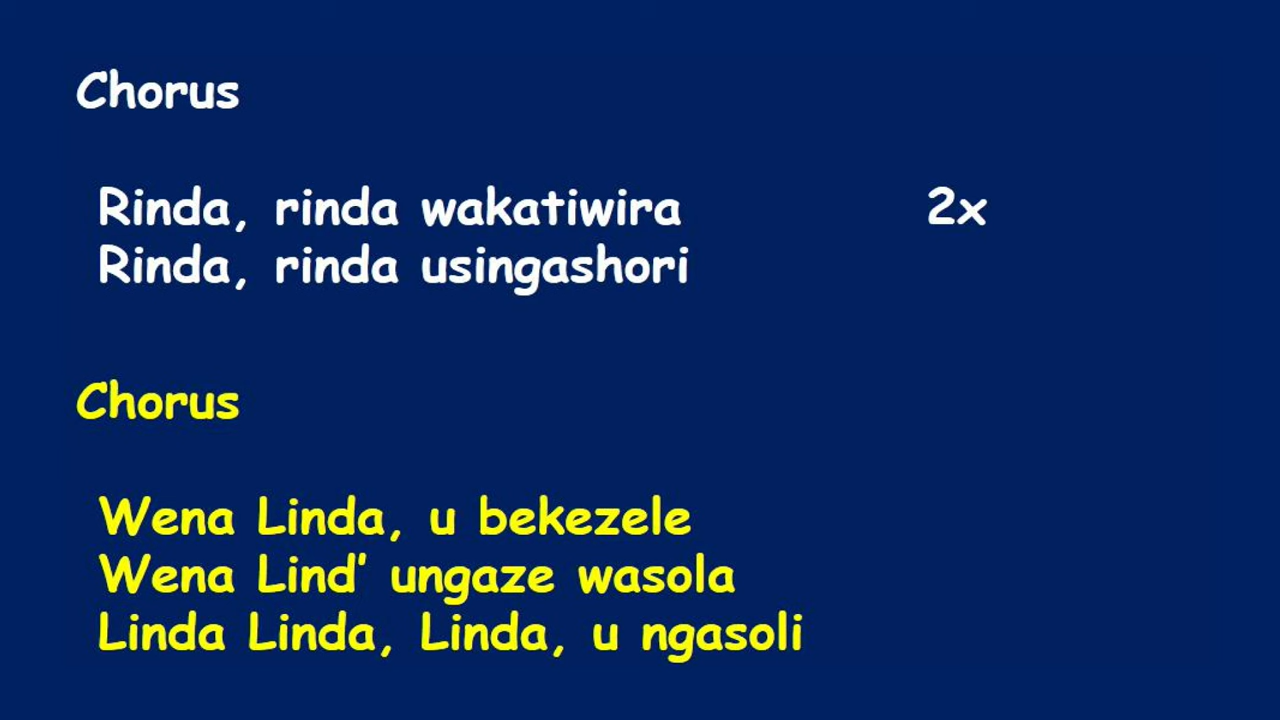 Chorus
Rinda, rinda wakatiwira 2x
Rinda, rinda usingashori
Chorus
Wena Linda, u bekezele
Wena Lind' ungaze wasola
Linda Linda, Linda, u ngasoli